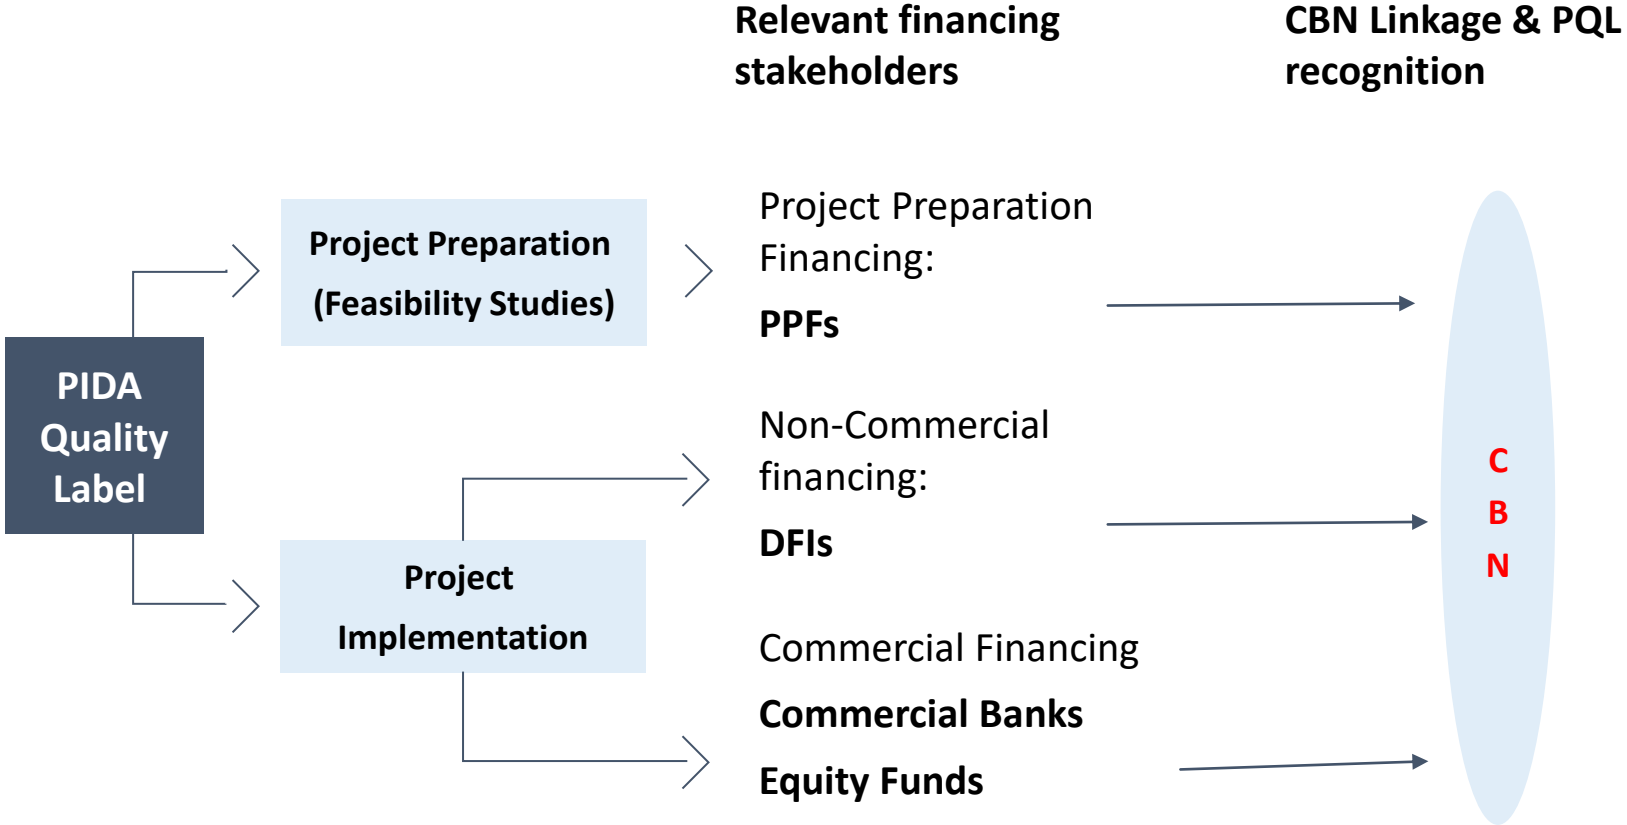 Relevant financing
stakeholders
CBN Linkage & PQL
recognition
PIDA
Quality
Label
Project Preparation
(Feasibility Studies)
Project
Implementation
Project Preparation
Financing:
PPFs
Non-Commercial
financing:
DFIs
Commercial Financing
Commercial Banks
Equity Funds
C
B
N